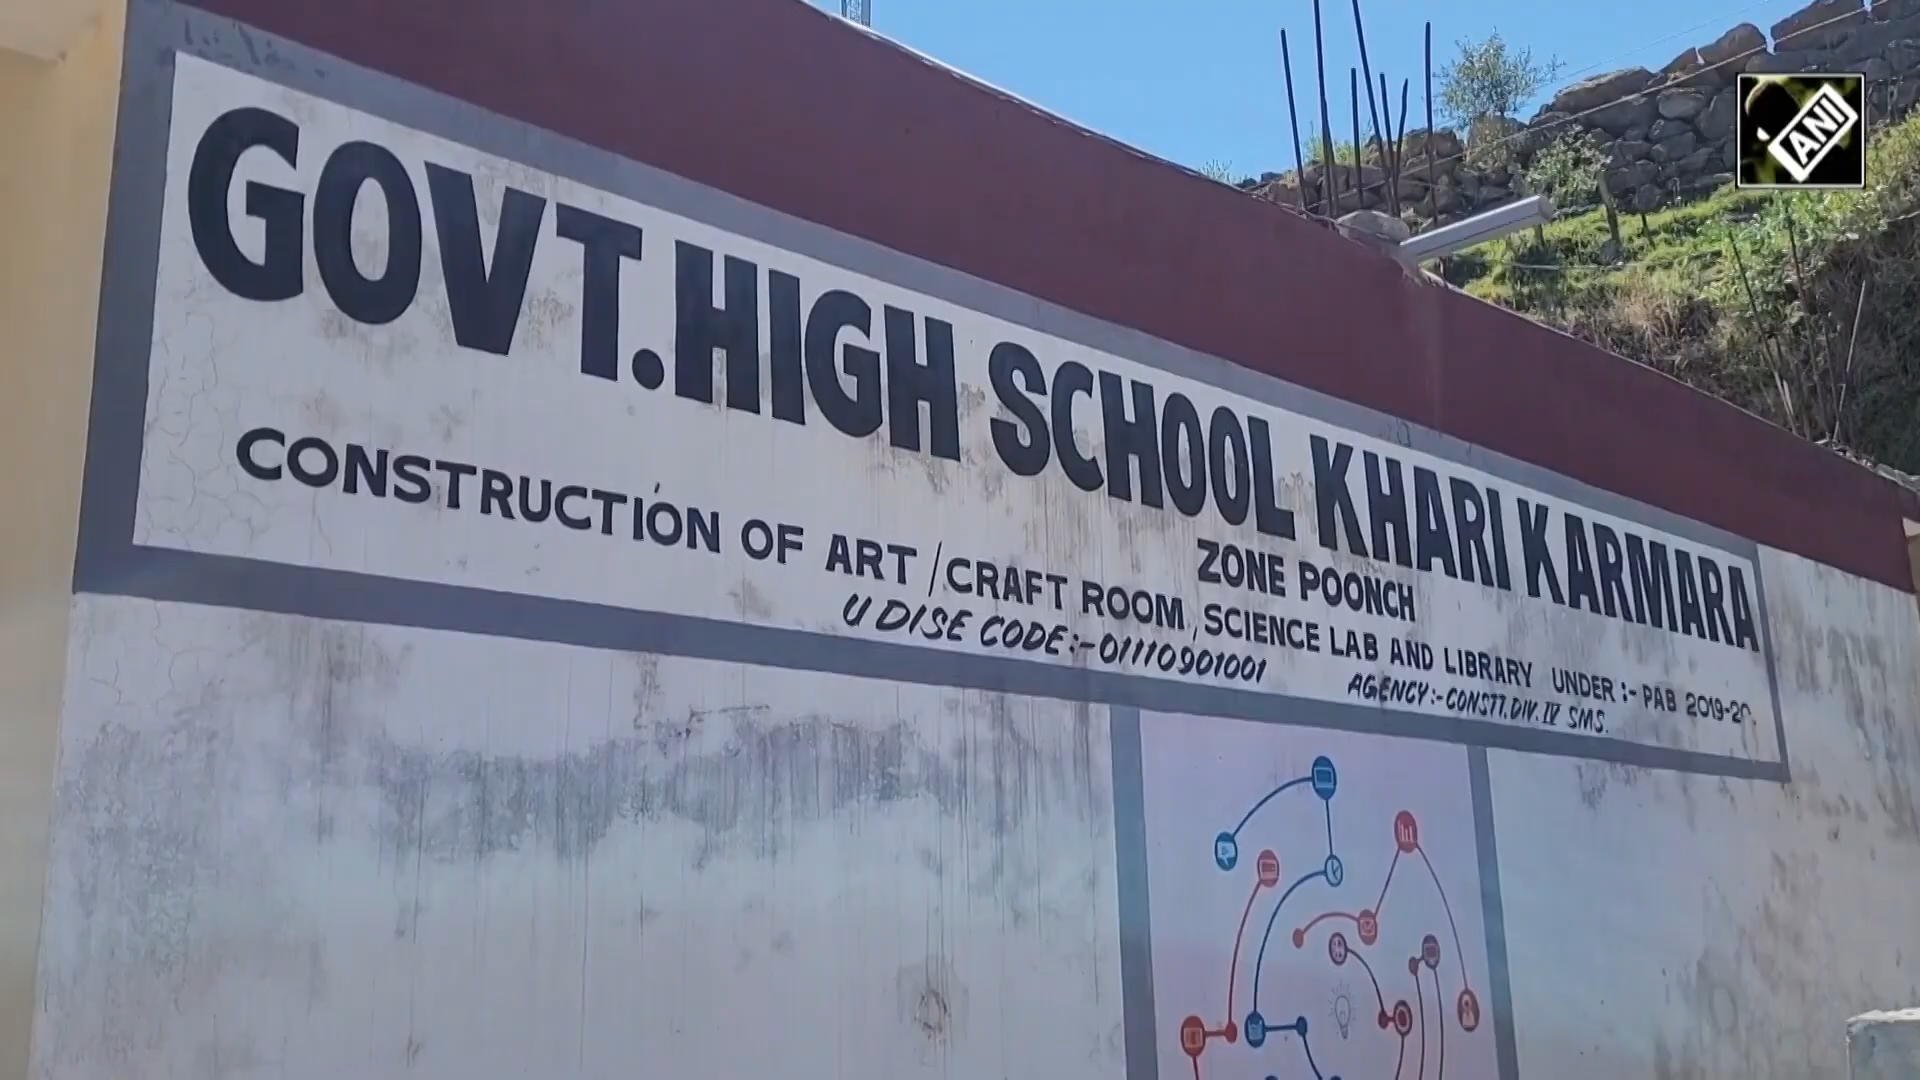 GOVT.HIGH SCHOOL KHARI KARMARA
ZONE POONCH
CONSTRUCTION OF ART / CRAFT ROOM, SCIENCE LAB AND LIBRARY UNDER:- PAB 2019-20.
U DISE CODE:-01110901001
AGENCY:-CONSTT.DIV.IV SMS.
ANI